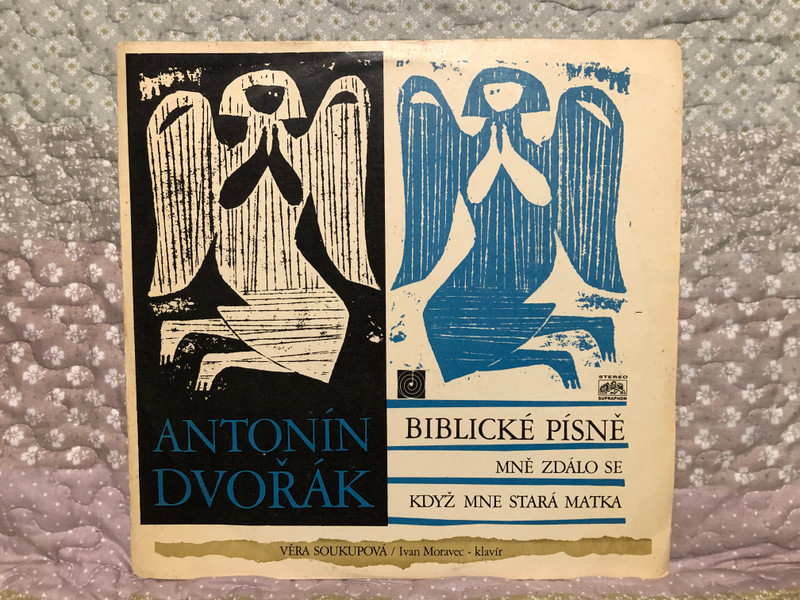 ANTONÍN
DVOŘÁK
STEREO
SUPRAPHON
BIBLICKÉ PÍSNĚ
MNĚ ZDÁLO SE
KDYŽ MNE STARÁ MATKA
VĚRA SOUKUPOVÁ / Ivan Moravec - klavír